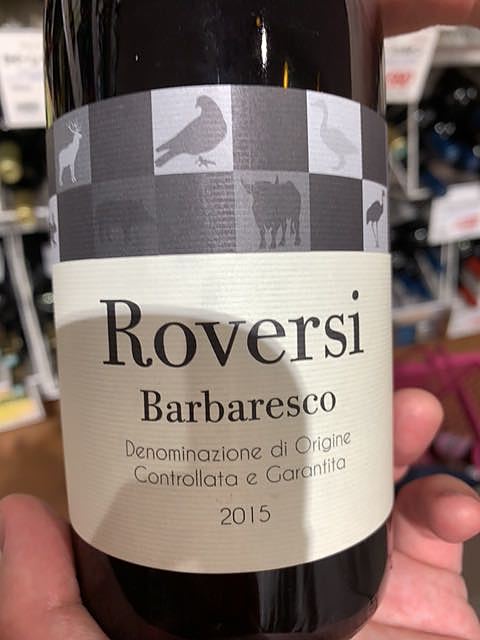 Roversi
Barbaresco
Denominazione di Origine
Controllata e Garantita
2015